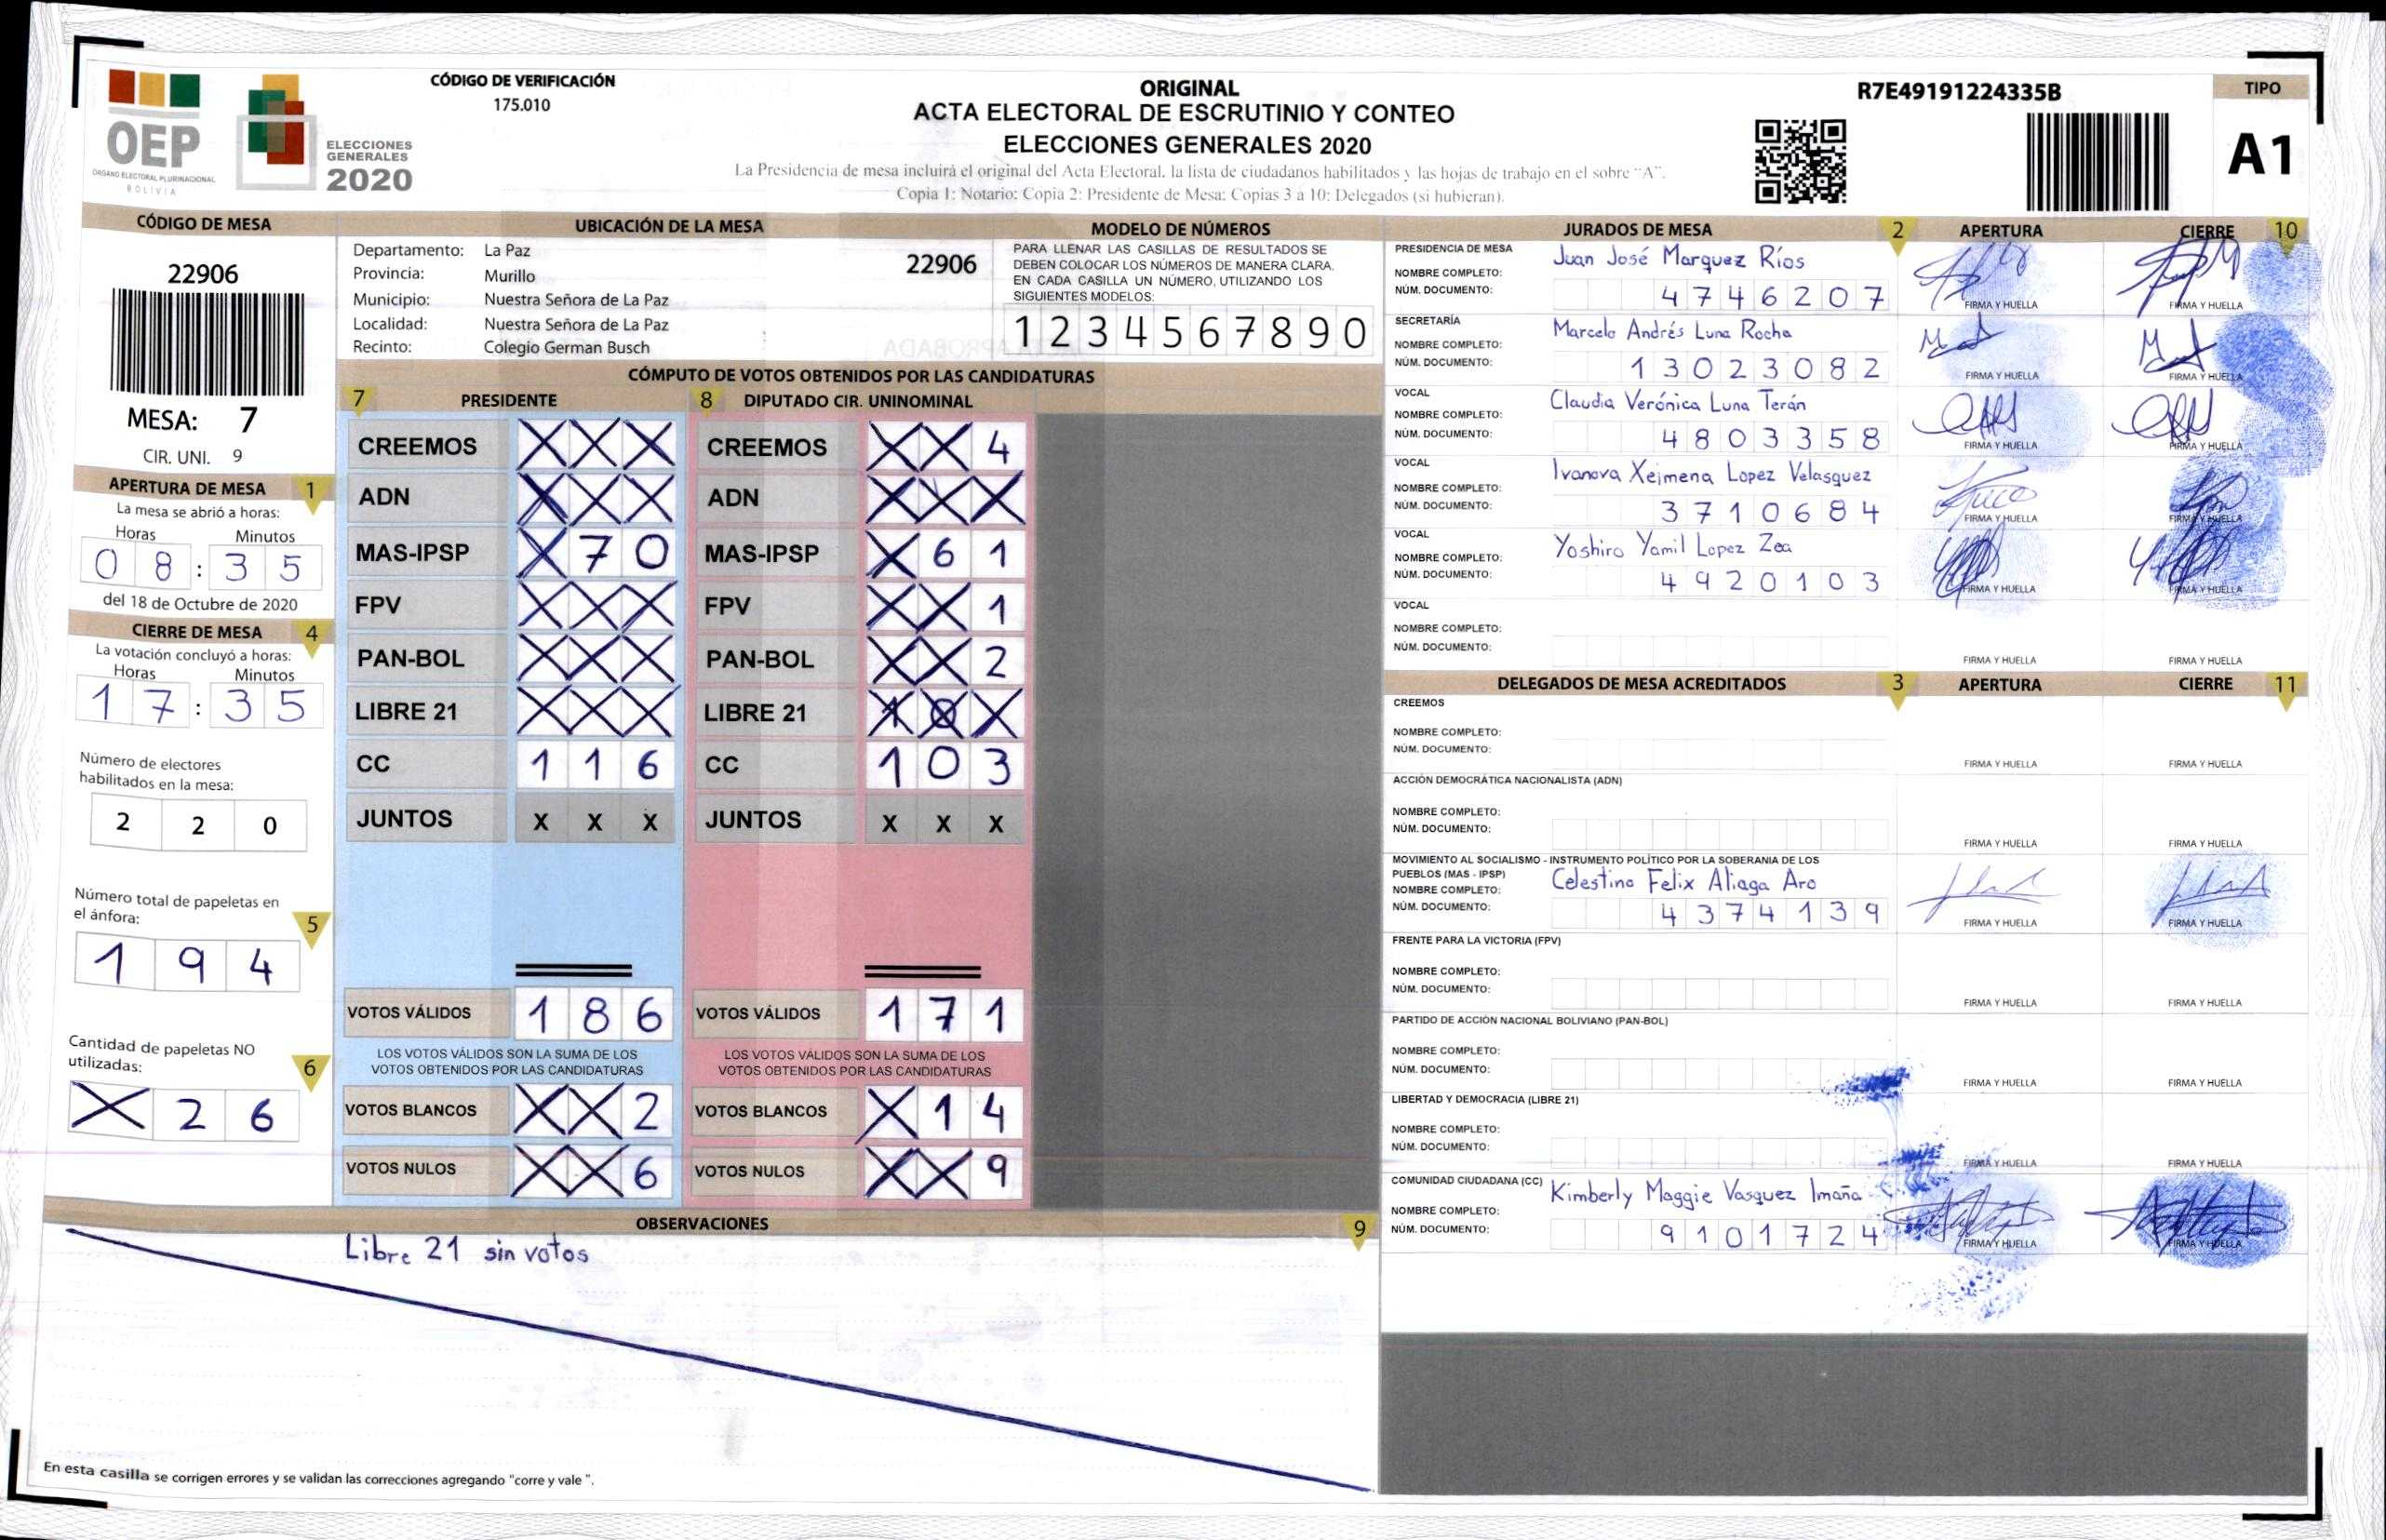 OEP
ÓRGANO ELECTORAL PLURINACIONAL
BOLIVIA
ELECCIONES
GENERALES
2020
CÓDIGO DE VERIFICACIÓN
175.010
ORIGINAL
ACTA ELECTORAL DE ESCRUTINIO Y CONTEO
ELECCIONES GENERALES 2020
La Presidencia de mesa incluirá el original del Acta Electoral, la lista de ciudadanos habilitados y las hojas de trabajo en el sobre "A".
Copia 1: Notario; Copia 2: Presidente de Mesa; Copias 3 a 10: Delegados (si hubieran).
R7E49191224335B
TIPO
A1
CÓDIGO DE MESA
22906
MESA: 7
CIR. UNI. 9
APERTURA DE MESA 1
La mesa se abrió a horas:
Horas Minutos
08:35
del 18 de Octubre de 2020
CIERRE DE MESA 4
La votación concluyó a horas:
Horas Minutos
17:35
Número de electores
habilitados en la mesa:
2 2 0
Número total de papeletas en
el ánfora: 5
1 9 4
Cantidad de papeletas NO
utilizadas: 6
X 2 6
UBICACIÓN DE LA MESA
Departamento: La Paz
22906
Provincia: Murillo
Municipio: Nuestra Señora de La Paz
Localidad: Nuestra Señora de La Paz
Recinto: Colegio German Busch
MODELO DE NÚMEROS
PARA LLENAR LAS CASILLAS DE RESULTADOS SE
DEBEN COLOCAR LOS NÚMEROS DE MANERA CLARA,
EN CADA CASILLA UN NÚMERO, UTILIZANDO LOS
SIGUIENTES MODELOS:
1 2 3 4 5 6 7 8 9 0
CÓMPUTO DE VOTOS OBTENIDOS POR LAS CANDIDATURAS
7 PRESIDENTE
CREEMOS X X X
ADN X X X
MAS-IPSP X 7 0
FPV X X X
PAN-BOL X X X
LIBRE 21 X X X
CC 1 1 6
JUNTOS X X X
VOTOS VÁLIDOS 1 8 6
LOS VOTOS VÁLIDOS SON LA SUMA DE LOS
VOTOS OBTENIDOS POR LAS CANDIDATURAS
VOTOS BLANCOS X X 2
VOTOS NULOS X X 6
8 DIPUTADO CIR. UNINOMINAL
CREEMOS X X 4
ADN X X X
MAS-IPSP X 6 1
FPV X X 1
PAN-BOL X X 2
LIBRE 21 X X X
CC 1 0 3
JUNTOS X X X
VOTOS VÁLIDOS 1 7 1
LOS VOTOS VÁLIDOS SON LA SUMA DE LOS
VOTOS OBTENIDOS POR LAS CANDIDATURAS
VOTOS BLANCOS X 1 4
VOTOS NULOS X X 9
OBSERVACIONES 9
Libre 21 sin votos
En esta casilla se corrigen errores y se validan las correcciones agregando "corre y vale ".
JURADOS DE MESA 2 APERTURA CIERRE 10
PRESIDENCIA DE MESA
NOMBRE COMPLETO: Juan José Marquez Ríos
NÚM. DOCUMENTO: 4746207
FIRMA Y HUELLA FIRMA Y HUELLA
SECRETARÍA
NOMBRE COMPLETO: Marcelo Andrés Luna Rocha
NÚM. DOCUMENTO: 13023082
FIRMA Y HUELLA FIRMA Y HUELLA
VOCAL
NOMBRE COMPLETO: Claudia Verónica Luna Terán
NÚM. DOCUMENTO: 4803358
FIRMA Y HUELLA FIRMA Y HUELLA
VOCAL
NOMBRE COMPLETO: Ivanova Xeimena Lopez Velasquez
NÚM. DOCUMENTO: 3710684
FIRMA Y HUELLA FIRMA Y HUELLA
VOCAL
NOMBRE COMPLETO: Yoshiro Yamil Lopez Zea
NÚM. DOCUMENTO: 4920103
FIRMA Y HUELLA FIRMA Y HUELLA
VOCAL
NOMBRE COMPLETO:
NÚM. DOCUMENTO:
FIRMA Y HUELLA FIRMA Y HUELLA
DELEGADOS DE MESA ACREDITADOS 3 APERTURA CIERRE 11
CREEMOS
NOMBRE COMPLETO:
NÚM. DOCUMENTO:
FIRMA Y HUELLA FIRMA Y HUELLA
ACCIÓN DEMOCRÁTICA NACIONALISTA (ADN)
NOMBRE COMPLETO:
NÚM. DOCUMENTO:
FIRMA Y HUELLA FIRMA Y HUELLA
MOVIMIENTO AL SOCIALISMO - INSTRUMENTO POLÍTICO POR LA SOBERANIA DE LOS
PUEBLOS (MAS - IPSP)
NOMBRE COMPLETO: Celestino Felix Aliaga Aro
NÚM. DOCUMENTO: 4374139
FIRMA Y HUELLA FIRMA Y HUELLA
FRENTE PARA LA VICTORIA (FPV)
NOMBRE COMPLETO:
NÚM. DOCUMENTO:
FIRMA Y HUELLA FIRMA Y HUELLA
PARTIDO DE ACCIÓN NACIONAL BOLIVIANO (PAN-BOL)
NOMBRE COMPLETO:
NÚM. DOCUMENTO:
FIRMA Y HUELLA FIRMA Y HUELLA
LIBERTAD Y DEMOCRACIA (LIBRE 21)
NOMBRE COMPLETO:
NÚM. DOCUMENTO:
FIRMA Y HUELLA FIRMA Y HUELLA
COMUNIDAD CIUDADANA (CC)
NOMBRE COMPLETO: Kimberly Maggie Vasquez Imaña
NÚM. DOCUMENTO: 9101724
FIRMA Y HUELLA FIRMA Y HUELLA